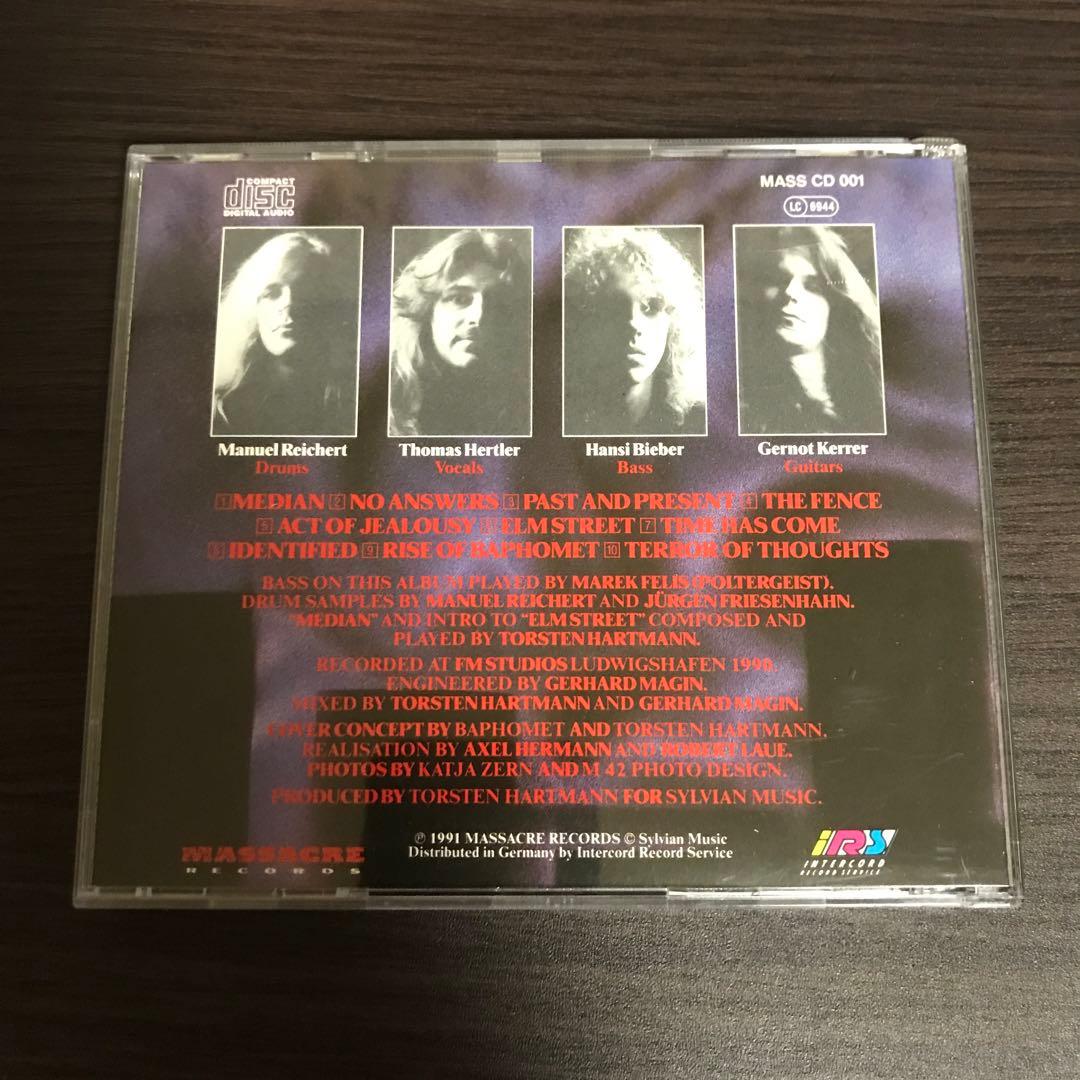 COMPACT
disc
DIGITAL AUDIO
MASS CD 001
LC 6944
Manuel Reichert
Drums
Thomas Hertler
Vocals
Hansi Bieber
Bass
Gernot Kerrer
Guitars
1 MEDIAN 2 NO ANSWERS 3 PAST AND PRESENT 4 THE FENCE
5 ACT OF JEALOUSY 6 ELM STREET 7 TIME HAS COME
8 IDENTIFIED 9 RISE OF BAPHOMET 10 TERROR OF THOUGHTS
BASS ON THIS ALBUM PLAYED BY MAREK FELIS (POLTERGEIST).
DRUM SAMPLES BY MANUEL REICHERT AND JÜRGEN FRIESENHAHN.
"MEDIAN" AND INTRO TO "ELM STREET" COMPOSED AND
PLAYED BY TORSTEN HARTMANN.
RECORDED AT FM STUDIOS LUDWIGSHAFEN 1990.
ENGINEERED BY GERHARD MAGIN.
MIXED BY TORSTEN HARTMANN AND GERHARD MAGIN.
COVER CONCEPT BY BAPHOMET AND TORSTEN HARTMANN.
REALISATION BY AXEL HERMANN AND ROBERT LAUE.
PHOTOS BY KATJA ZERN AND M 42 PHOTO DESIGN.
PRODUCED BY TORSTEN HARTMANN FOR SYLVIAN MUSIC.
MASSACRE
RECORDS
℗ 1991 MASSACRE RECORDS © Sylvian Music
Distributed in Germany by Intercord Record Service
IRS
INTERCORD
RECORD SERVICE